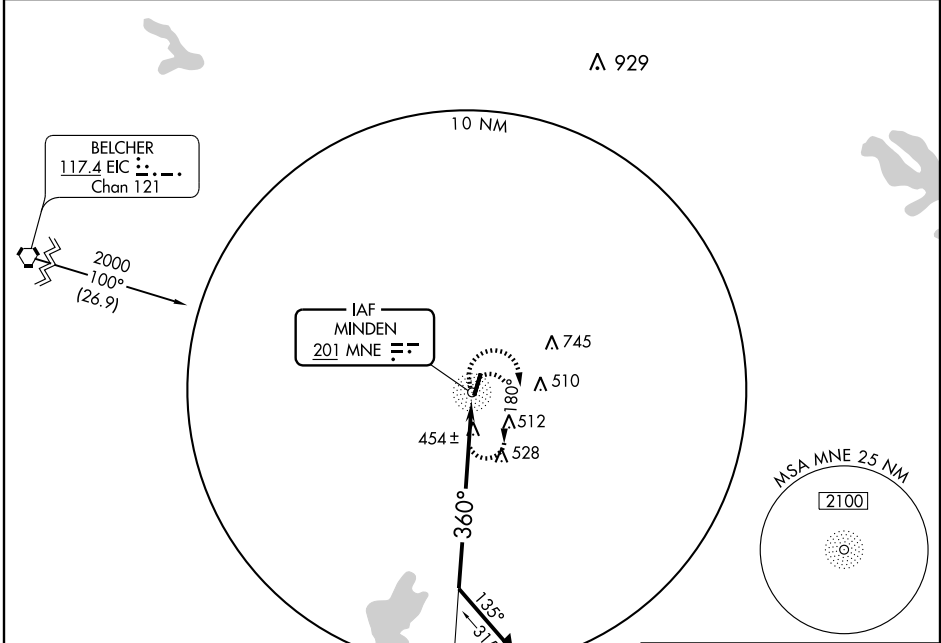 929
10 NM
BELCHER
117.4 EIC
Chan 121
2000
100°
(26.9)
IAF
MINDEN
201 MNE
745
510
180°
512
454±
528
MSA MNE 25 NM
2100
360°
135°